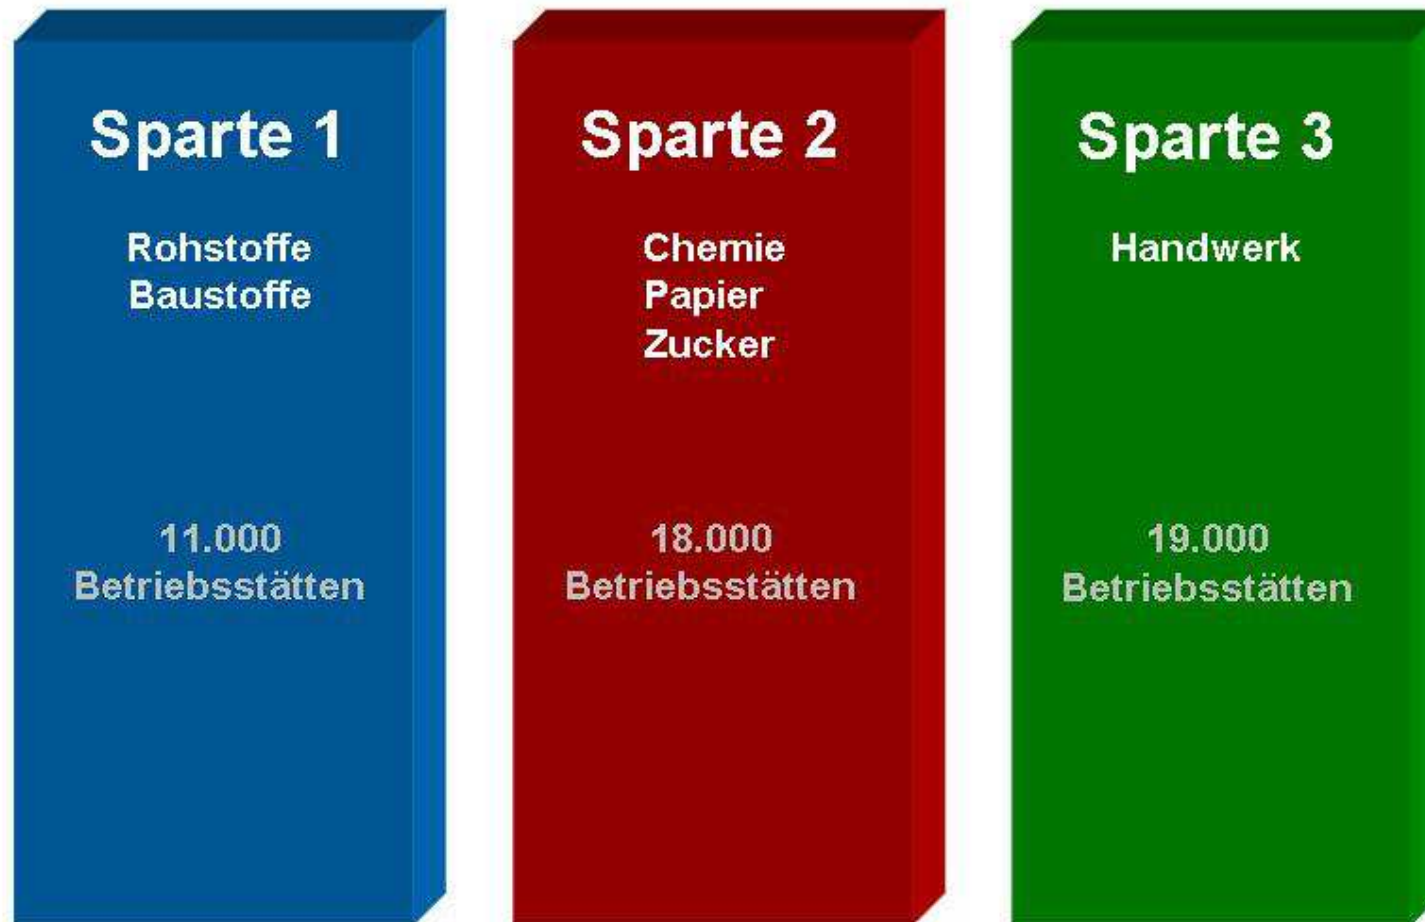 Sparte 1
Rohstoffe
Baustoffe
11.000
Betriebsstätten
Sparte 2
Chemie
Papier
Zucker
18.000
Betriebsstätten
Sparte 3
Handwerk
19.000
Betriebsstätten